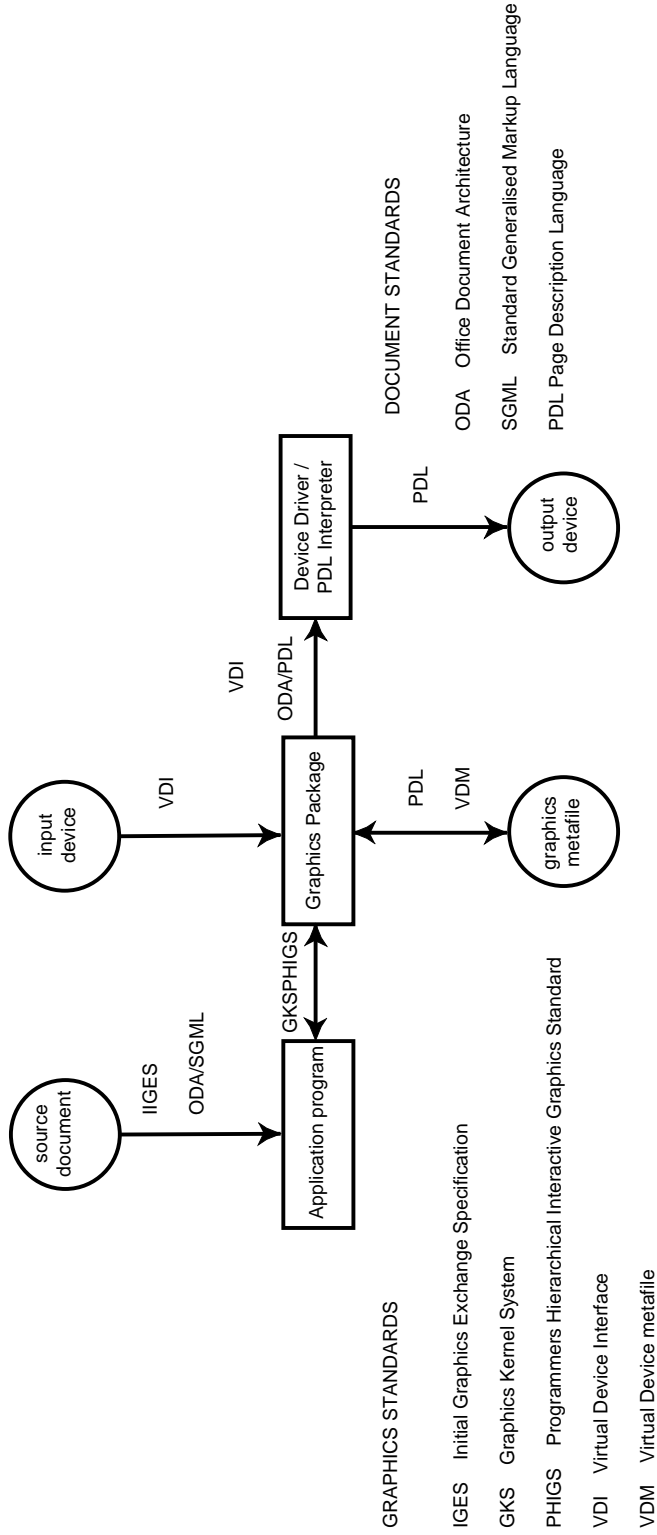 source
document
input
device
IIGES
ODA/SGML
VDI
Application program
GKSPHIGS
Graphics Package
VDI
ODA/PDL
Device Driver /
PDL Interpreter
PDL
VDM
PDL
graphics
metafile
output
device
GRAPHICS STANDARDS
IGES Initial Graphics Exchange Specification
GKS Graphics Kernel System
PHIGS Programmers Hierarchical Interactive Graphics Standard
VDI Virtual Device Interface
VDM Virtual Device metafile
DOCUMENT STANDARDS
ODA Office Document Architecture
SGML Standard Generalised Markup Language
PDL Page Description Language